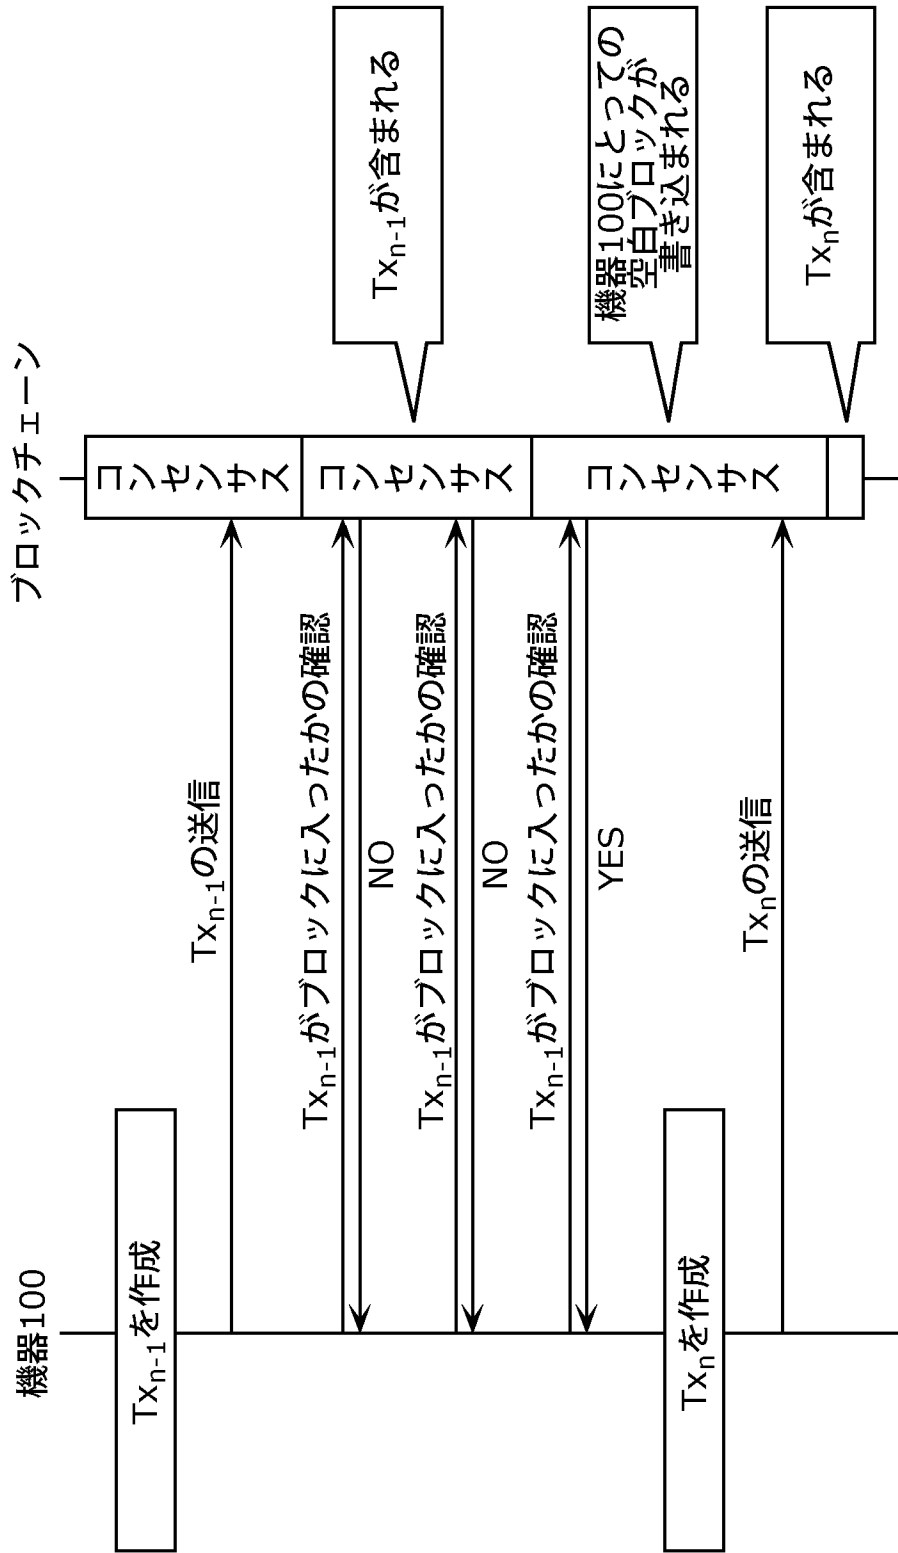 機器100
ブロックチェーン
Txn-1を作成
コンセンサス
Txn-1の送信
Txn-1がブロックに入ったかの確認
NO
コンセンサス
Txn-1が含まれる
Txn-1がブロックに入ったかの確認
NO
Txn-1がブロックに入ったかの確認
YES
コンセンサス
機器100にとっての
空白ブロックが
書き込まれる
Txnを作成
Txnの送信
Txnが含まれる